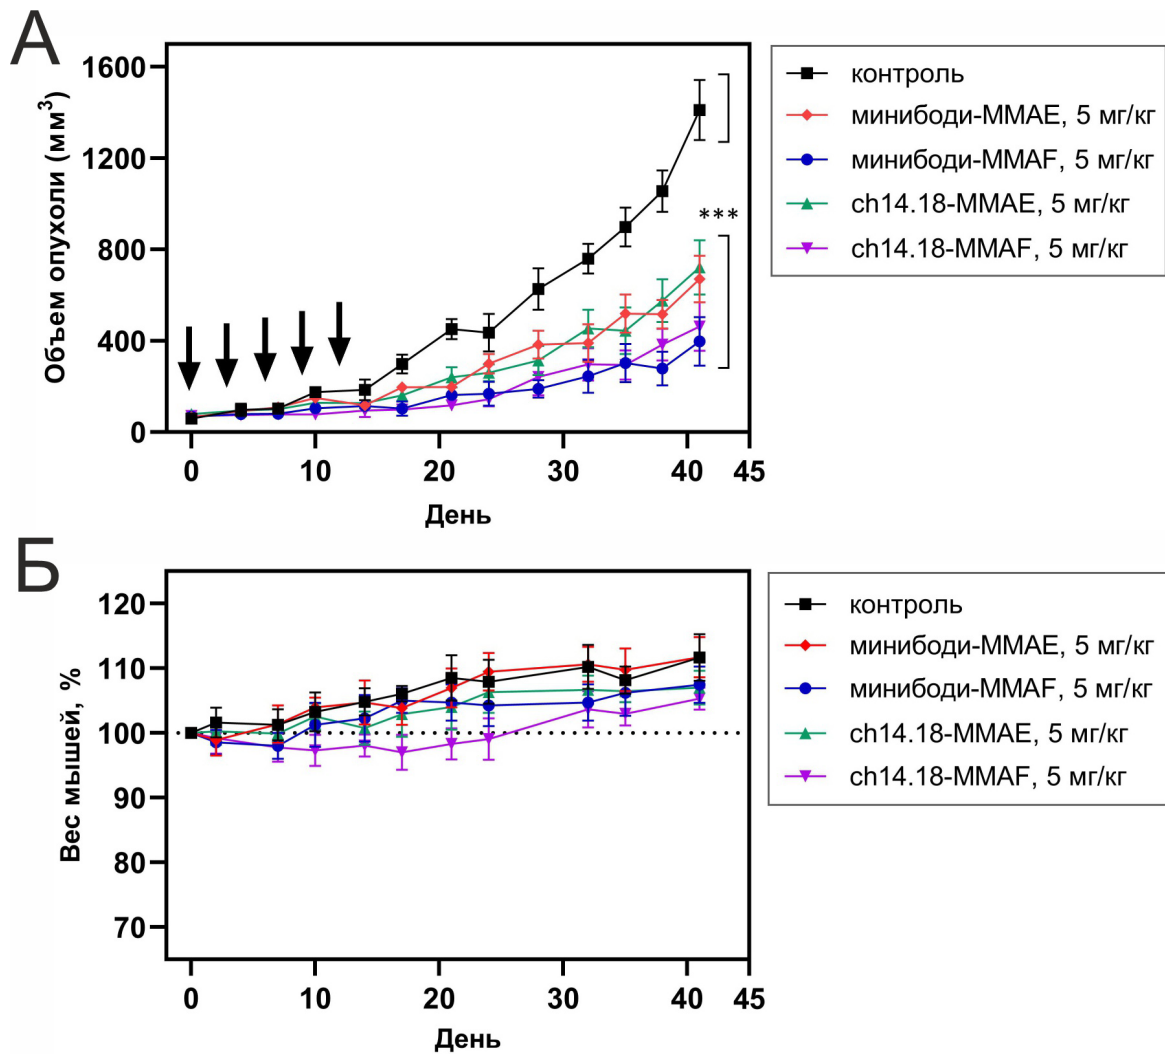 А
Объем опухоли (мм³)
1600
1200
800
400
0
0 10 20 30 40 45
День
***
контроль
минибоди-MMAE, 5 мг/кг
минибоди-MMAF, 5 мг/кг
ch14.18-MMAE, 5 мг/кг
ch14.18-MMAF, 5 мг/кг
Б
Вес мышей, %
120
110
100
90
80
70
0 10 20 30 40 45
День
контроль
минибоди-MMAE, 5 мг/кг
минибоди-MMAF, 5 мг/кг
ch14.18-MMAE, 5 мг/кг
ch14.18-MMAF, 5 мг/кг